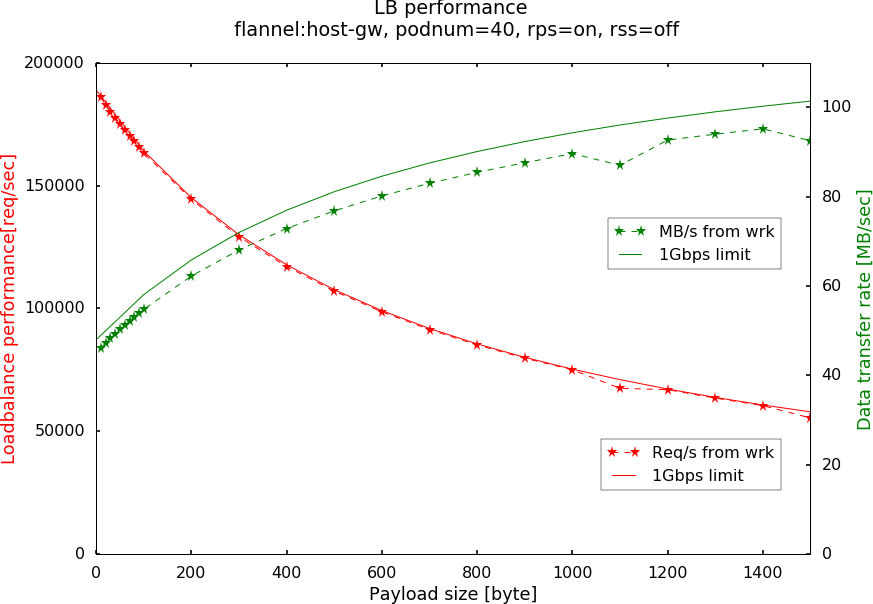 LB performance
flannel:host-gw, podnum=40, rps=on, rss=off
Loadbalance performance[req/sec]
200000
150000
100000
50000
0
100
80
60
40
20
0
Data transfer rate [MB/sec]
MB/s from wrk
1Gbps limit
Req/s from wrk
1Gbps limit
0 200 400 600 800 1000 1200 1400
Payload size [byte]